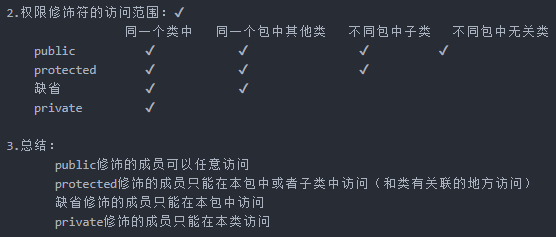 2.权限修饰符的访问范围：✔
同一个类中 同一个包中其他类 不同包中子类 不同包中无关类
public ✔ ✔ ✔ ✔
protected ✔ ✔ ✔
缺省 ✔ ✔
private ✔
3.总结：
public修饰的成员可以任意访问
protected修饰的成员只能在本包中或者子类中访问（和类有关联的地方访问）
缺省修饰的成员只能在本包中访问
private修饰的成员只能在本类访问